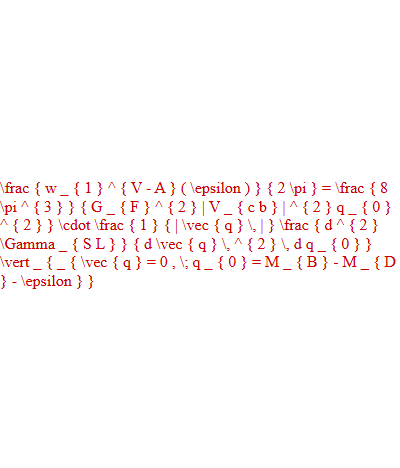 \frac { w _ { 1 } ^ { V - A } ( \epsilon ) } { 2 \pi } = \frac { 8
\pi ^ { 3 } } { G _ { F } ^ { 2 } | V _ { c b } | ^ { 2 } q _ { 0 }
^ { 2 } } \cdot \frac { 1 } { | \vec { q } \, | } \frac { d ^ { 2 }
\Gamma _ { S L } } { d \vec { q } \, ^ { 2 } \, d q _ { 0 } }
\vert _ { _ { \vec { q } = 0 , \; q _ { 0 } = M _ { B } - M _ { D
} - \epsilon } }